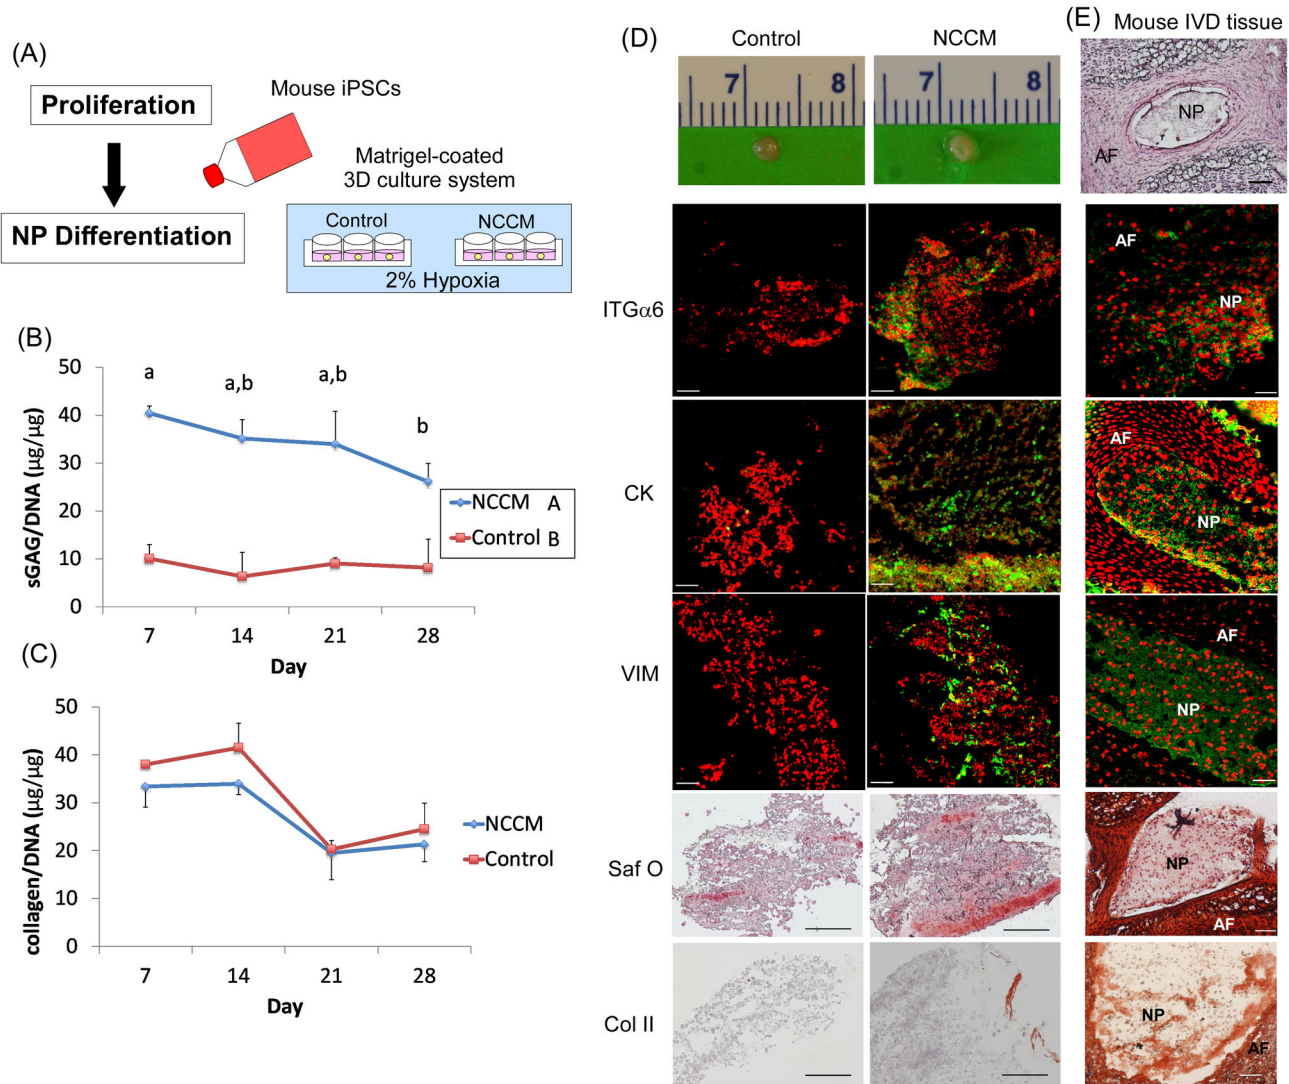 (A)
Proliferation
Mouse iPSCs
Matrigel-coated
3D culture system
NP Differentiation
Control
NCCM
2% Hypoxia
(B)
sGAG/DNA (µg/µg)
50
40
30
20
10
0
a
a,b
a,b
b
NCCM A
Control B
7 14 21 28
Day
(C)
collagen/DNA (µg/µg)
50
40
30
20
10
0
NCCM
Control
7 14 21 28
Day
(D)
Control
NCCM
7 8
7 8
ITGα6
CK
VIM
Saf O
Col II
(E)
Mouse IVD tissue
NP
AF
AF
NP
AF
NP
AF
NP
NP
AF
NP
AF